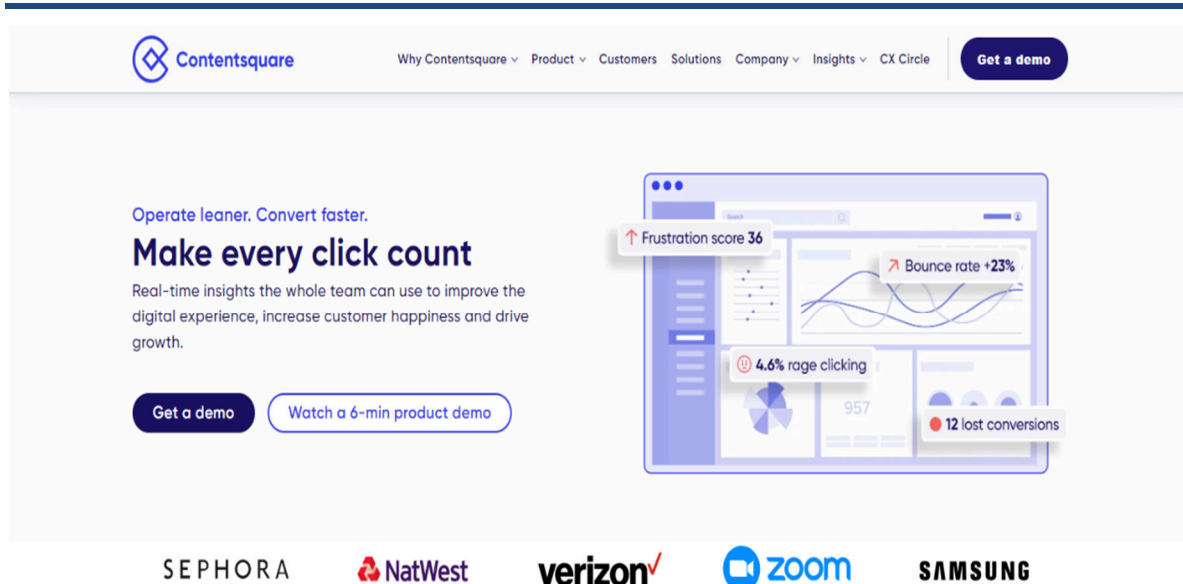 Contentsquare
Why Contentsquare Product Customers Solutions Company Insights CX Circle Get a demo
Operate leaner. Convert faster.
Make every click count
Real-time insights the whole team can use to improve the
digital experience, increase customer happiness and drive
growth.
Get a demo Watch a 6-min product demo
Search
Frustration score 36
Bounce rate +23%
4.6% rage clicking
957
12 lost conversions
SEPHORA NatWest verizon zoom SAMSUNG